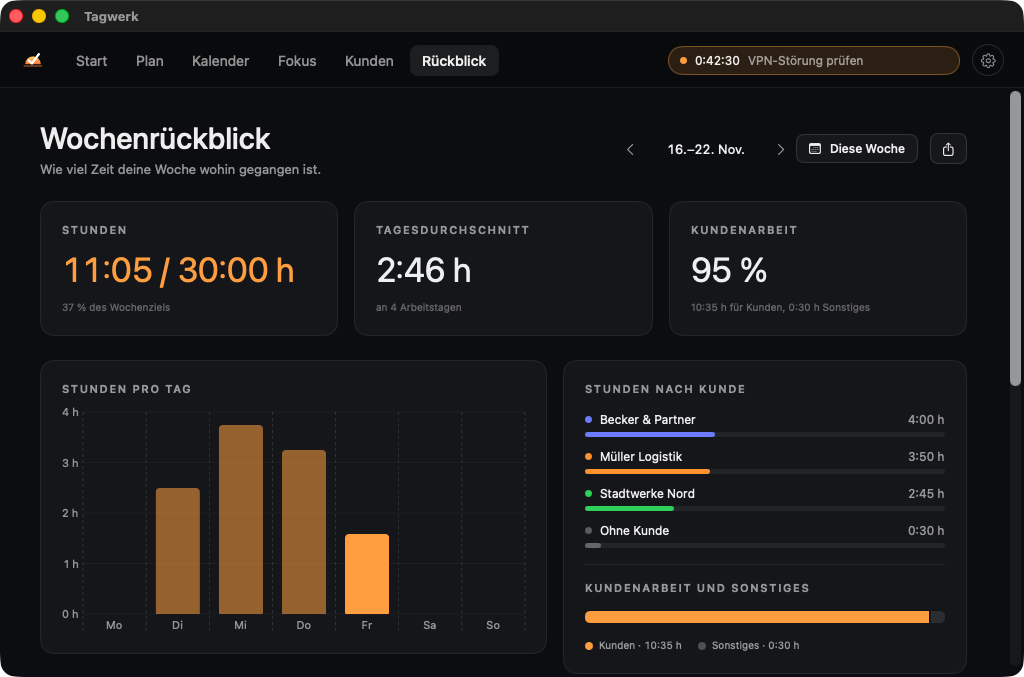 Tagwerk
Start Plan Kalender Fokus Kunden Rückblick 0:42:30 VPN-Störung prüfen
Wochenrückblick
Wie viel Zeit deine Woche wohin gegangen ist.
16.–22. Nov. Diese Woche
STUNDEN
11:05 / 30:00 h
37 % des Wochenziels
TAGESDURCHSCHNITT
2:46 h
an 4 Arbeitstagen
KUNDENARBEIT
95 %
10:35 h für Kunden, 0:30 h Sonstiges
STUNDEN PRO TAG
4 h
3 h
2 h
1 h
0 h
Mo Di Mi Do Fr Sa So
STUNDEN NACH KUNDE
Becker & Partner 4:00 h
Müller Logistik 3:50 h
Stadtwerke Nord 2:45 h
Ohne Kunde 0:30 h
KUNDENARBEIT UND SONSTIGES
Kunden · 10:35 h Sonstiges · 0:30 h